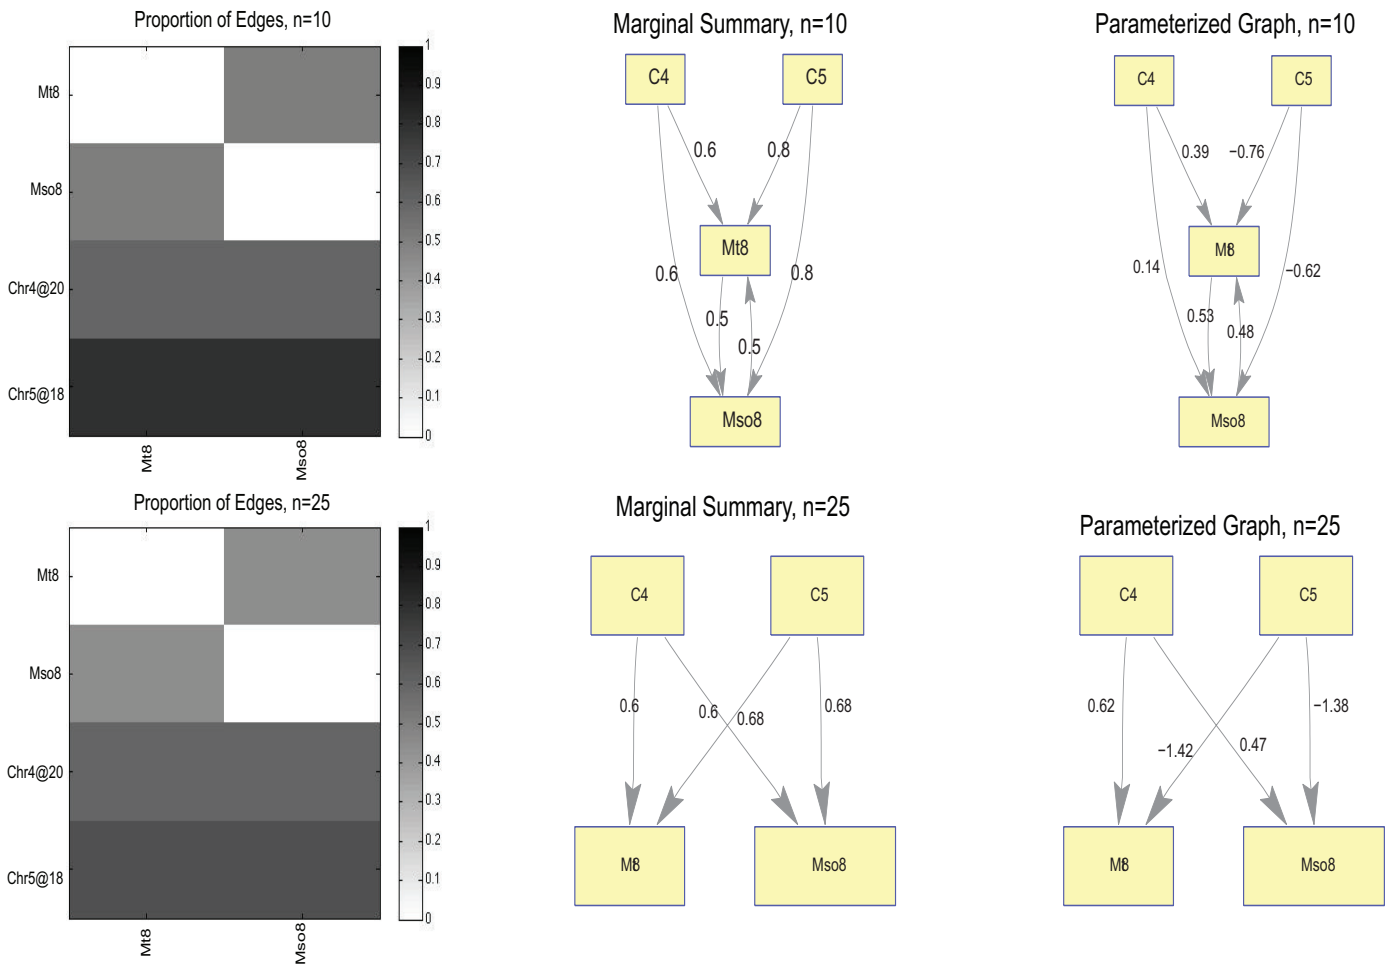 Proportion of Edges, n=10
Mt8
Mso8
Chr4@20
Chr5@18
Mt8
Mso8
1
0.9
0.8
0.7
0.6
0.5
0.4
0.3
0.2
0.1
0
Marginal Summary, n=10
C4
C5
0.6
0.8
Mt8
0.6
0.8
0.5
0.5
Mso8
Parameterized Graph, n=10
C4
C5
0.39
−0.76
Mt8
0.14
−0.62
0.53
0.48
Mso8
Proportion of Edges, n=25
Mt8
Mso8
Chr4@20
Chr5@18
Mt8
Mso8
1
0.9
0.8
0.7
0.6
0.5
0.4
0.3
0.2
0.1
0
Marginal Summary, n=25
C4
C5
0.6
0.6
0.68
0.68
Mt8
Mso8
Parameterized Graph, n=25
C4
C5
0.62
−1.42
0.47
−1.38
Mt8
Mso8